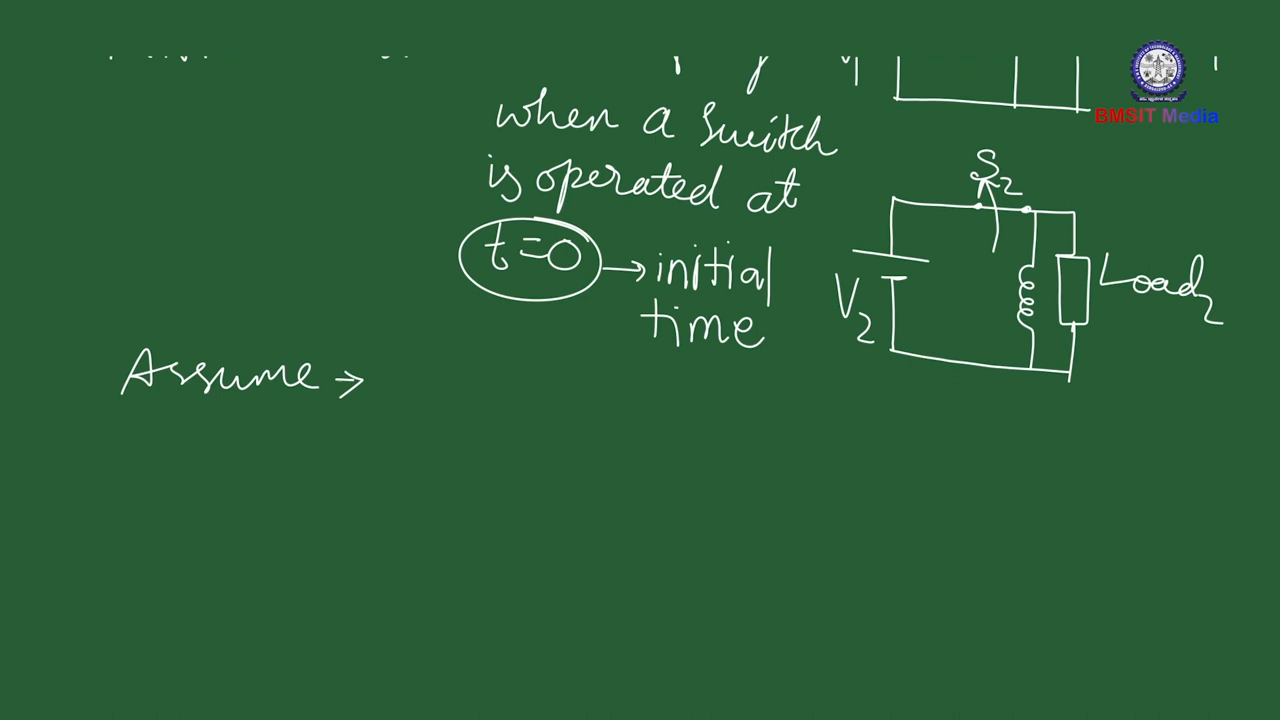 when a switch
is operated at
t=0 → initial
time
Assume →
S2
V2
Load2
BMSIT Media